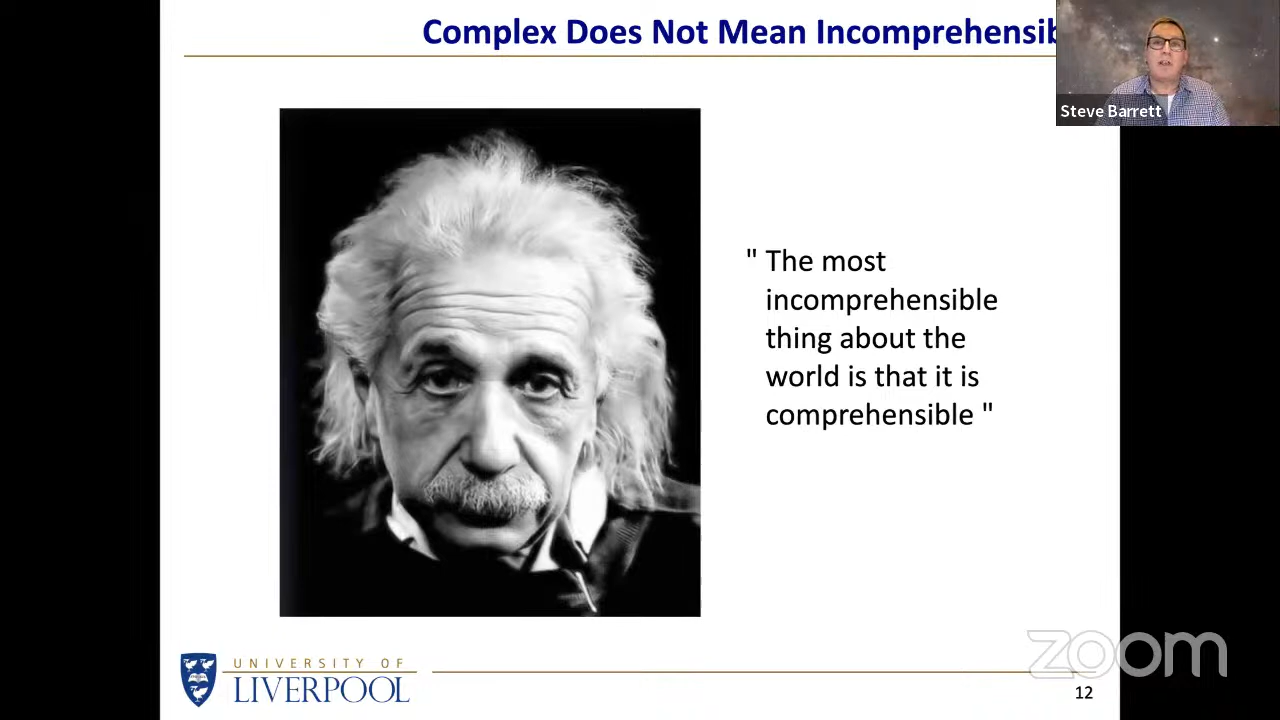 Complex Does Not Mean Incomprehensib
Steve Barrett
" The most
incomprehensible
thing about the
world is that it is
comprehensible "
UNIVERSITY OF
LIVERPOOL
zoom
12